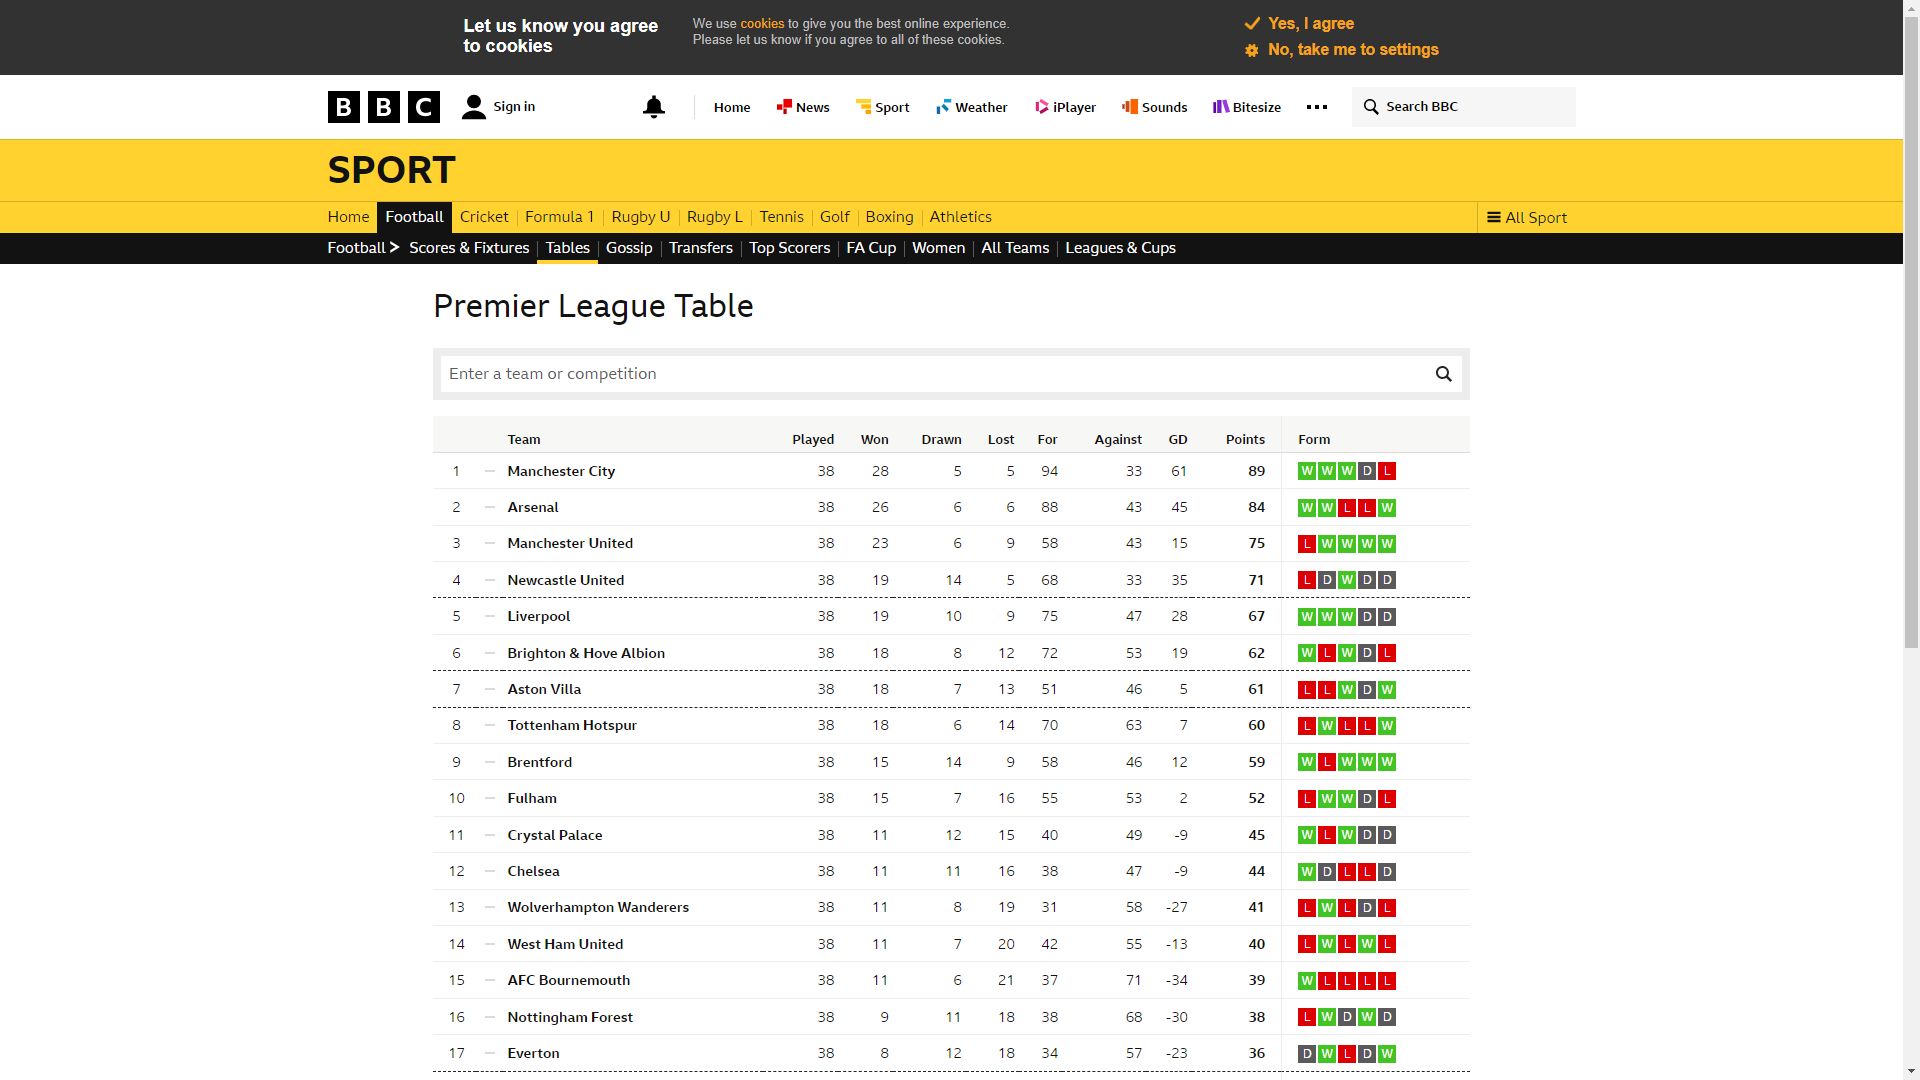 Let us know you agree to cookies
We use cookies to give you the best online experience. Please let us know if you agree to all of these cookies.
Yes, I agree
No, take me to settings
BBC Sign in Home News Sport Weather iPlayer Sounds Bitesize Search BBC
SPORT
Home Football Cricket Formula 1 Rugby U Rugby L Tennis Golf Boxing Athletics All Sport
Football Scores & Fixtures Tables Gossip Transfers Top Scorers FA Cup Women All Teams Leagues & Cups
Premier League Table
Enter a team or competition
Team Played Won Drawn Lost For Against GD Points Form
1 Manchester City 38 28 5 5 94 33 61 89 W W W D L
2 Arsenal 38 26 6 6 88 43 45 84 W W L L W
3 Manchester United 38 23 6 9 58 43 15 75 L W W W W
4 Newcastle United 38 19 14 5 68 33 35 71 L D W D D
5 Liverpool 38 19 10 9 75 47 28 67 W W W D D
6 Brighton & Hove Albion 38 18 8 12 72 53 19 62 W L W D L
7 Aston Villa 38 18 7 13 51 46 5 61 L L W D W
8 Tottenham Hotspur 38 18 6 14 70 63 7 60 L W L L W
9 Brentford 38 15 14 9 58 46 12 59 W L W W W
10 Fulham 38 15 7 16 55 53 2 52 L W W D L
11 Crystal Palace 38 11 12 15 40 49 -9 45 W L W D D
12 Chelsea 38 11 11 16 38 47 -9 44 W D L L D
13 Wolverhampton Wanderers 38 11 8 19 31 58 -27 41 L W L D L
14 West Ham United 38 11 7 20 42 55 -13 40 L W L W L
15 AFC Bournemouth 38 11 6 21 37 71 -34 39 W L L L L
16 Nottingham Forest 38 9 11 18 38 68 -30 38 L W D W D
17 Everton 38 8 12 18 34 57 -23 36 D W L D W